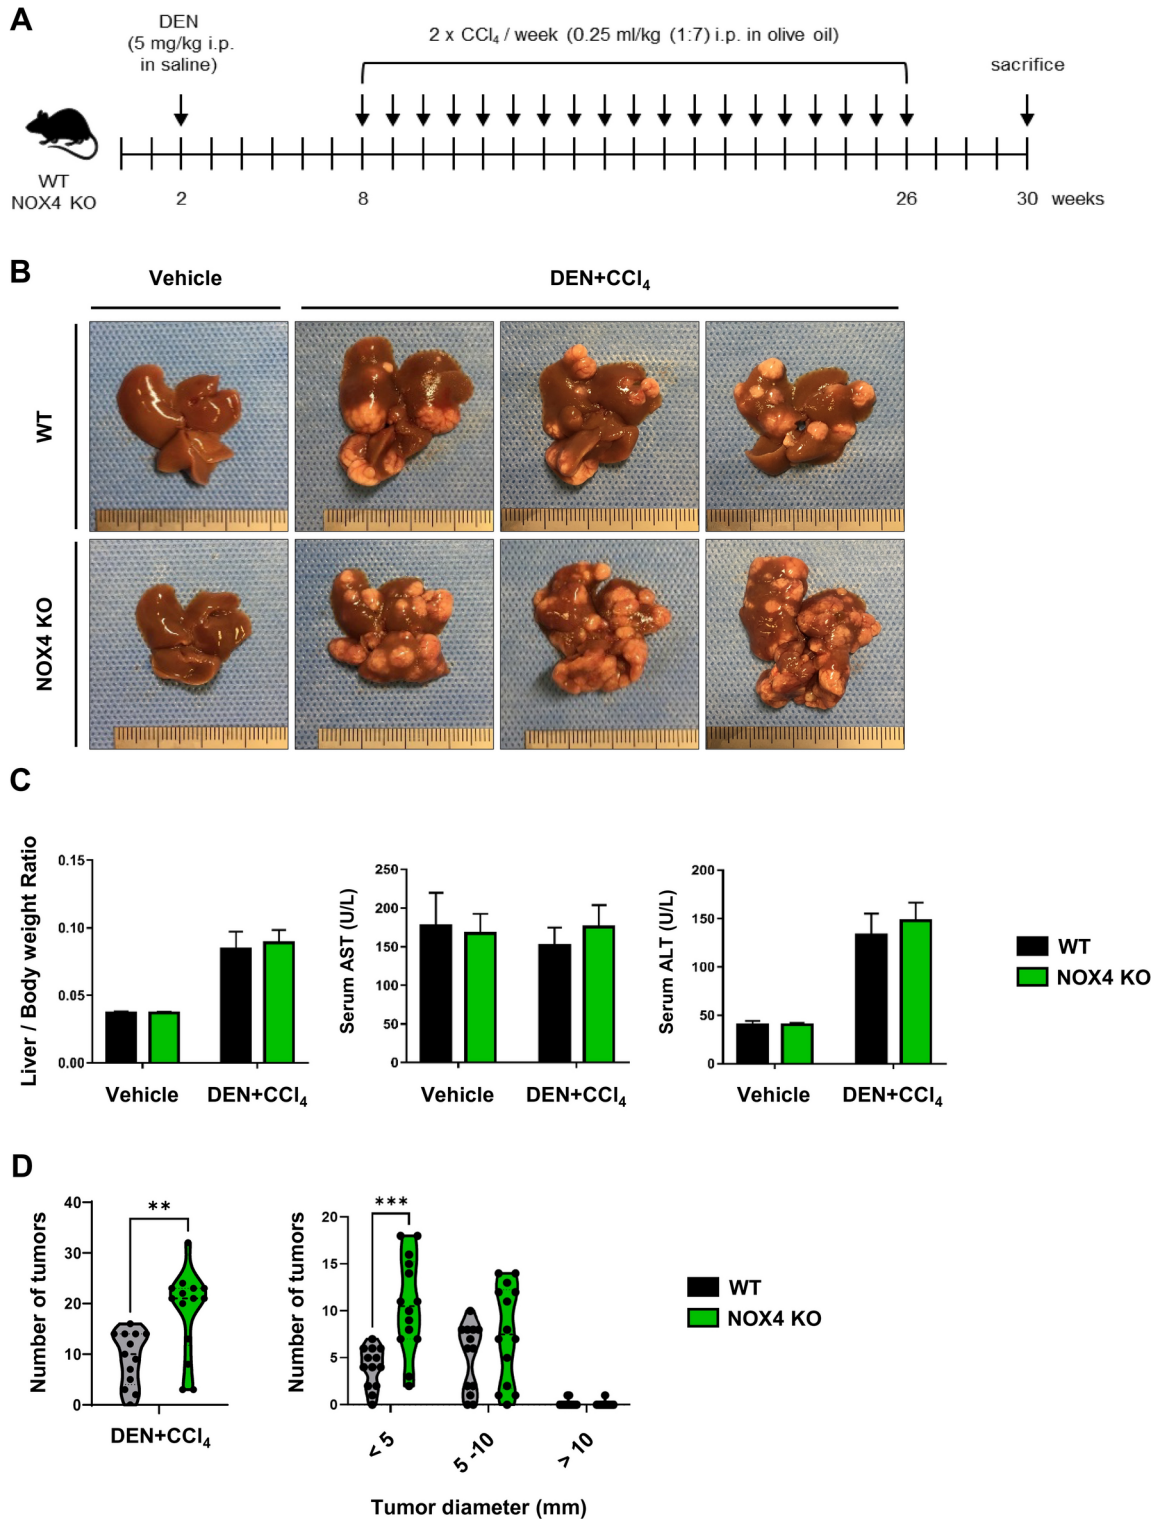 A
DEN
(5 mg/kg i.p.
in saline)
2 x CCl₄ / week (0.25 ml/kg (1:7) i.p. in olive oil)
sacrifice
WT
NOX4 KO
2
8
26
30 weeks
B
Vehicle
DEN+CCl₄
WT
NOX4 KO
C
Liver / Body weight Ratio
0.15
0.10
0.05
0.00
Vehicle
DEN+CCl₄
Serum AST (U/L)
250
200
150
100
50
0
Vehicle
DEN+CCl₄
Serum ALT (U/L)
200
150
100
50
0
Vehicle
DEN+CCl₄
WT
NOX4 KO
D
Number of tumors
40
30
20
10
0
**
DEN+CCl₄
Number of tumors
20
15
10
5
0
***
< 5
5 -10
> 10
Tumor diameter (mm)
WT
NOX4 KO